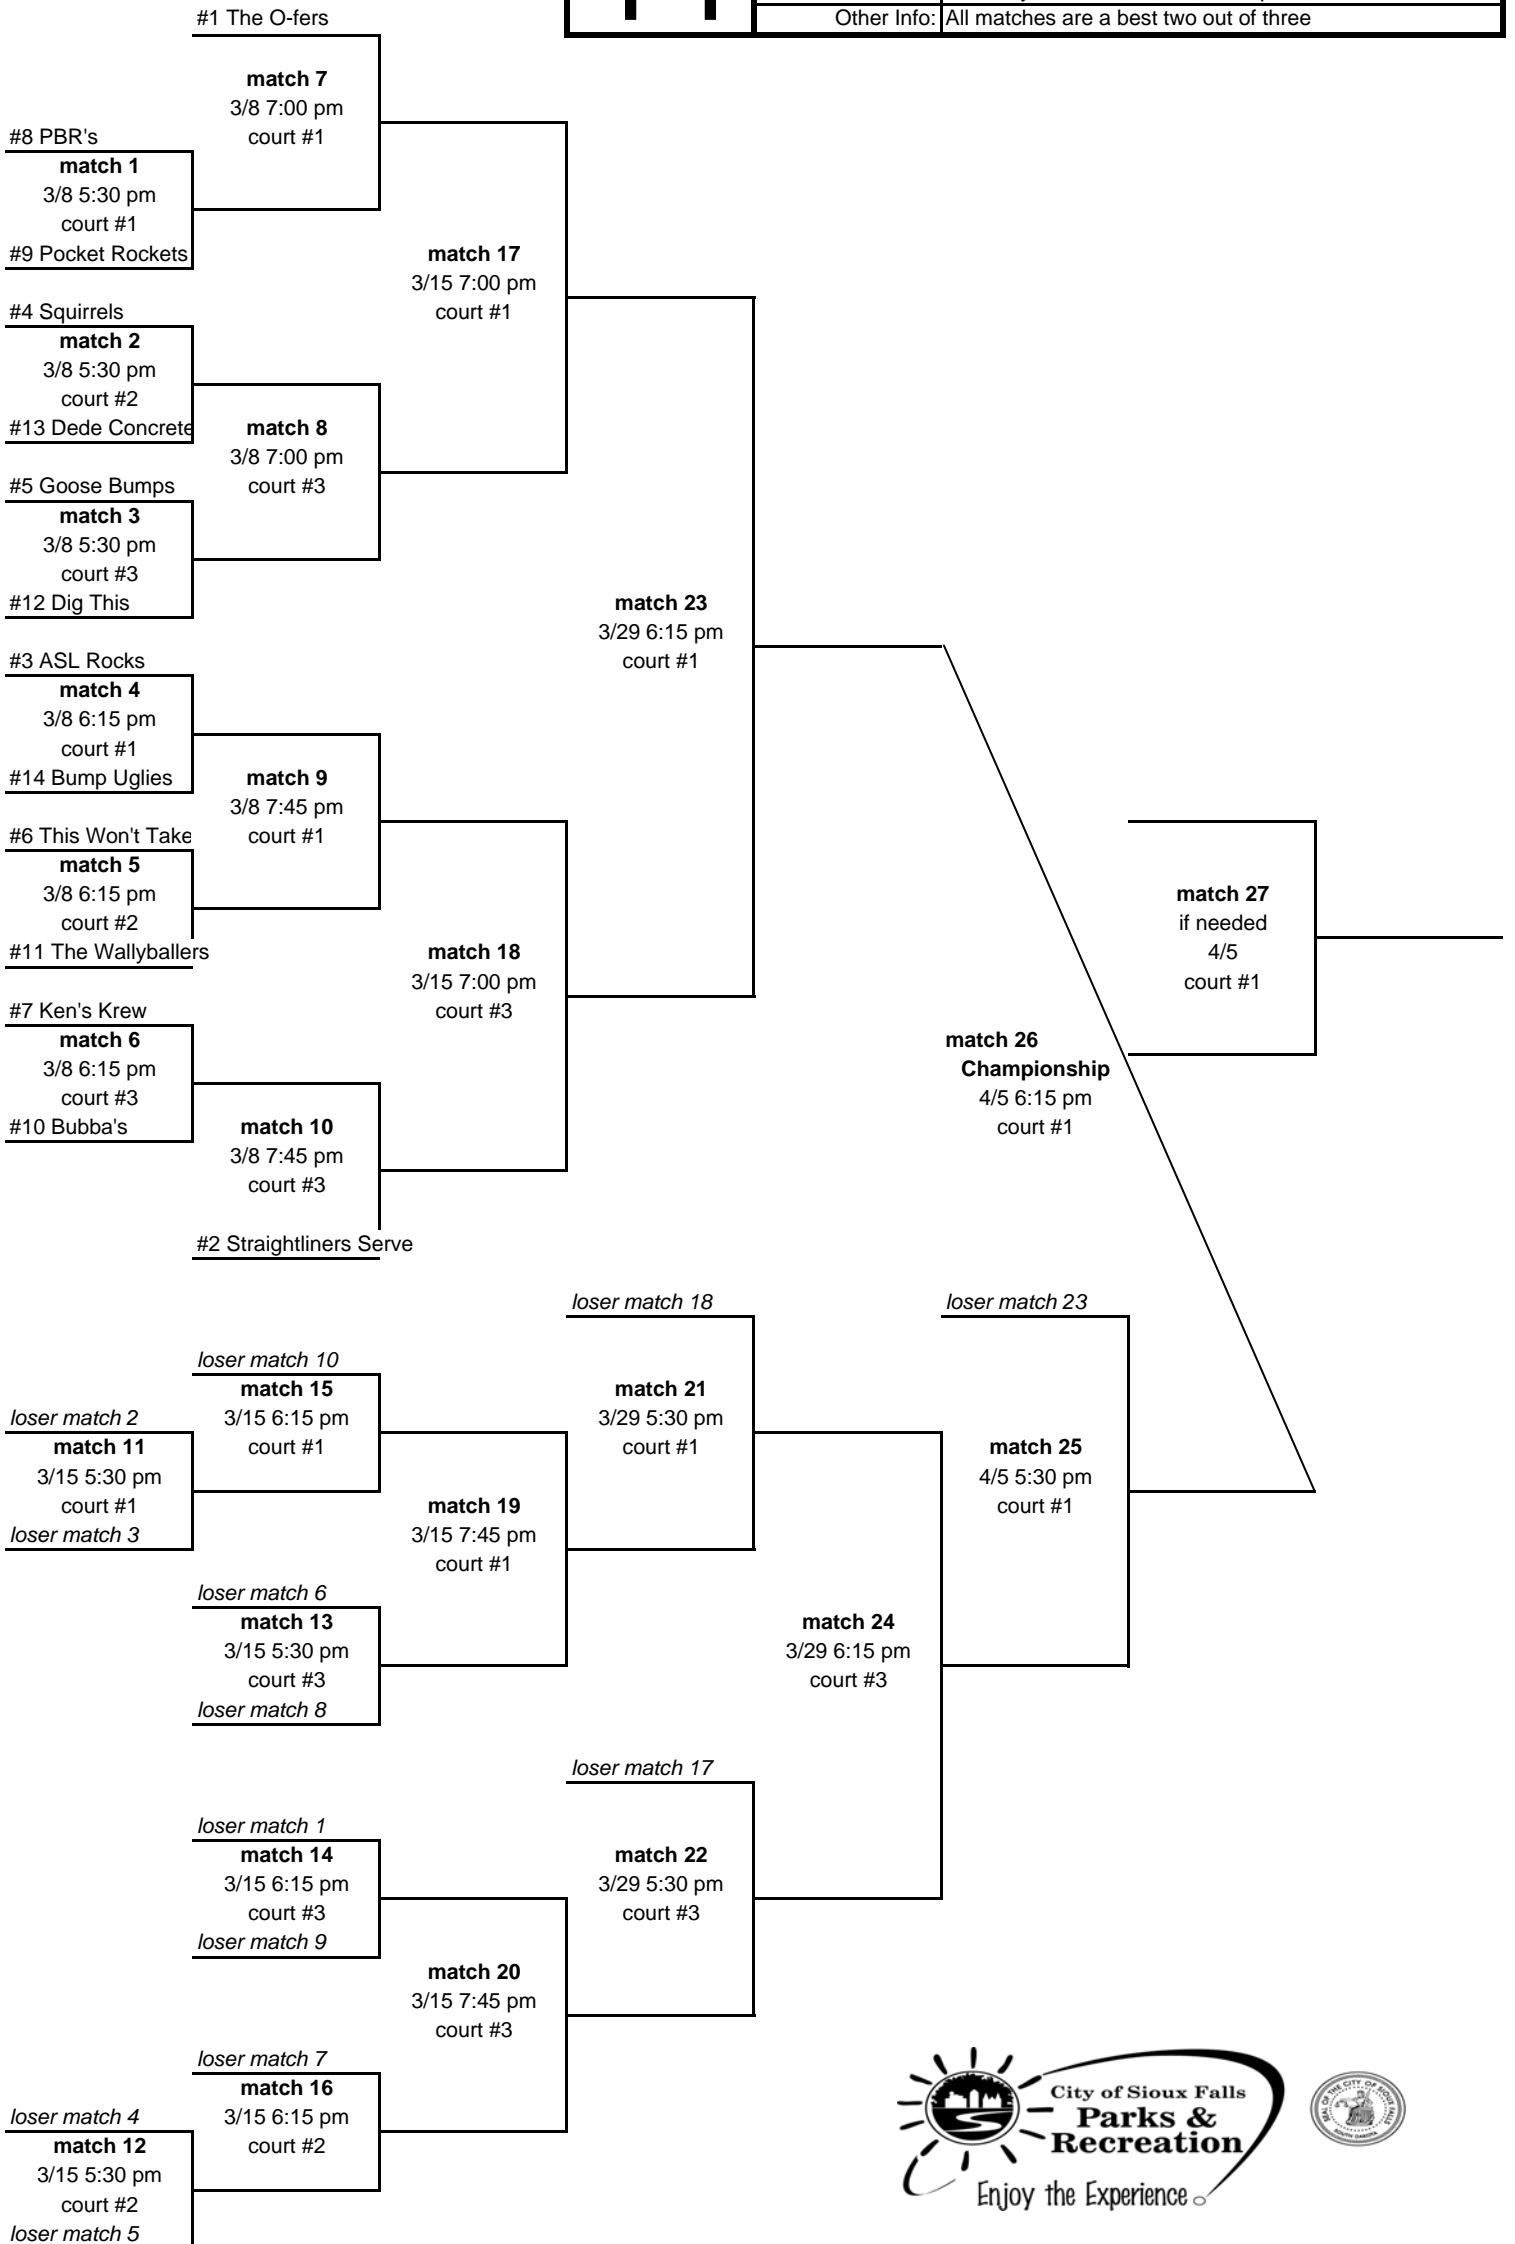 #1 The O-fers
Other Info: All matches are a best two out of three
match 7
3/8 7:00 pm
court #1
#8 PBR's
match 1
3/8 5:30 pm
court #1
#9 Pocket Rockets
match 17
3/15 7:00 pm
court #1
#4 Squirrels
match 2
3/8 5:30 pm
court #2
#13 Dede Concrete
match 8
3/8 7:00 pm
court #3
#5 Goose Bumps
match 3
3/8 5:30 pm
court #3
#12 Dig This
match 23
3/29 6:15 pm
court #1
#3 ASL Rocks
match 4
3/8 6:15 pm
court #1
#14 Bump Uglies
match 9
3/8 7:45 pm
court #1
#6 This Won't Take
match 5
3/8 6:15 pm
court #2
#11 The Wallyballers
match 18
3/15 7:00 pm
court #3
match 27
if needed
4/5
court #1
#7 Ken's Krew
match 6
3/8 6:15 pm
court #3
#10 Bubba's
match 26
Championship
4/5 6:15 pm
court #1
match 10
3/8 7:45 pm
court #3
#2 Straightliners Serve
loser match 18
loser match 23
loser match 10
match 15
3/15 6:15 pm
court #1
match 21
3/29 5:30 pm
court #1
loser match 2
match 11
3/15 5:30 pm
court #1
loser match 3
match 25
4/5 5:30 pm
court #1
match 19
3/15 7:45 pm
court #1
loser match 6
match 13
3/15 5:30 pm
court #3
loser match 8
match 24
3/29 6:15 pm
court #3
loser match 17
loser match 1
match 14
3/15 6:15 pm
court #3
loser match 9
match 22
3/29 5:30 pm
court #3
match 20
3/15 7:45 pm
court #3
loser match 7
match 16
3/15 6:15 pm
court #2
loser match 4
match 12
3/15 5:30 pm
court #2
loser match 5
City of Sioux Falls
Parks &
Recreation
Enjoy the Experience
SEAL OF THE CITY OF SIOUX FALLS
SOUTH DAKOTA